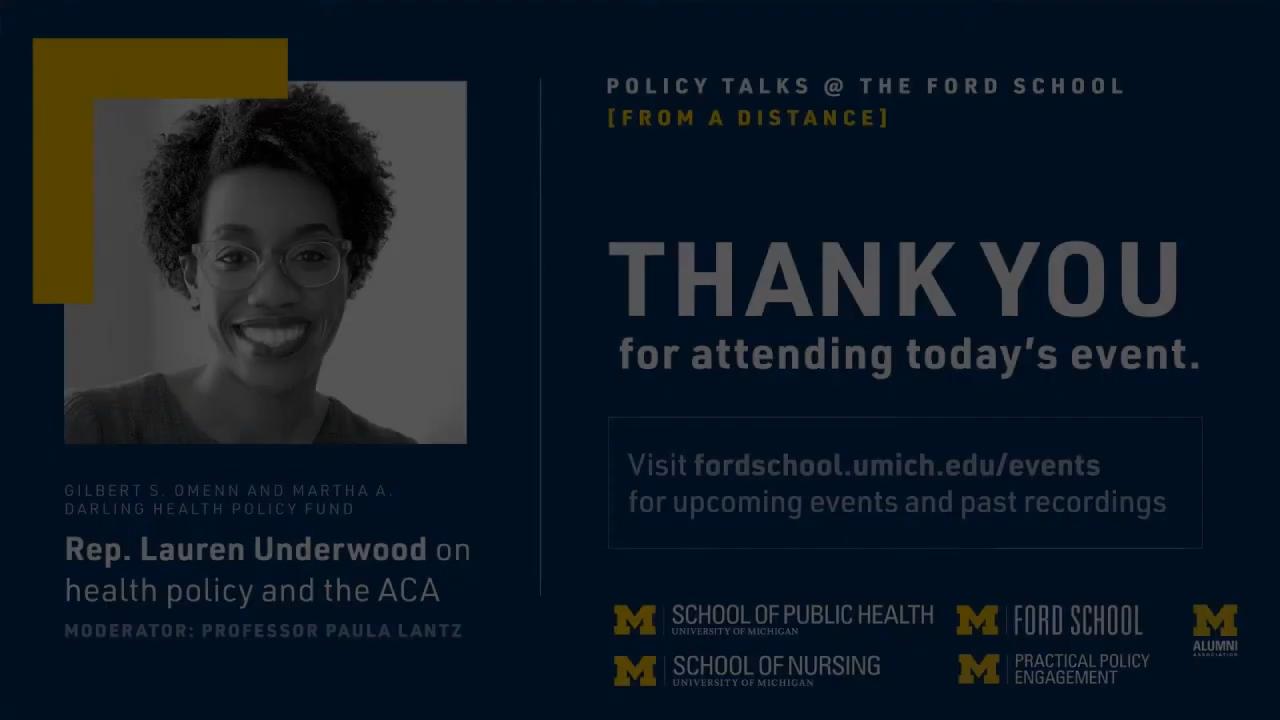 POLICY TALKS @ THE FORD SCHOOL
[FROM A DISTANCE]
THANK YOU
for attending today's event.
Visit fordschool.umich.edu/events
for upcoming events and past recordings
GILBERT S. OMENN AND MARTHA A.
DARLING HEALTH POLICY FUND
Rep. Lauren Underwood on
health policy and the ACA
MODERATOR: PROFESSOR PAULA LANTZ
M SCHOOL OF PUBLIC HEALTH
UNIVERSITY OF MICHIGAN
M FORD SCHOOL
M SCHOOL OF NURSING
UNIVERSITY OF MICHIGAN
M PRACTICAL POLICY
ENGAGEMENT
M
ALUMNI
ASSOCIATION